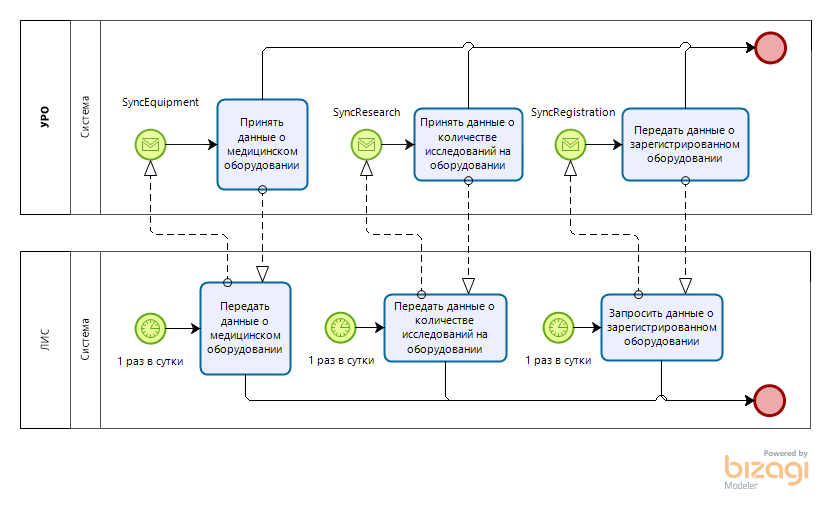 УРО
Система
SyncEquipment
Принять
данные о
медицинском
оборудовании
SyncResearch
Принять данные о
количестве
исследований на
оборудовании
SyncRegistration
Передать данные о
зарегистрированном
оборудовании
ЛИС
Система
1 раз в сутки
Передать
данные о
медицинском
оборудовании
1 раз в сутки
Передать данные о
количестве
исследований на
оборудовании
1 раз в сутки
Запросить данные о
зарегистрированном
оборудовании
Powered by
bizagi
Modeler